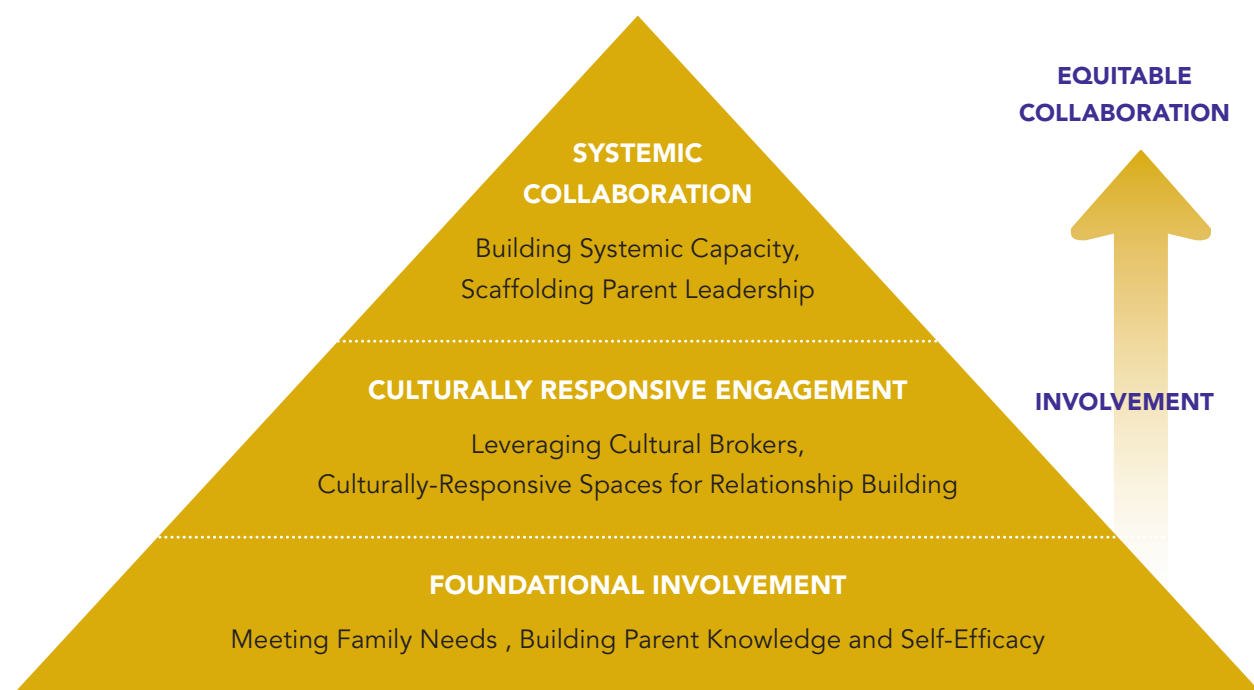 EQUITABLE
COLLABORATION
SYSTEMIC
COLLABORATION
Building Systemic Capacity,
Scaffolding Parent Leadership
CULTURALLY RESPONSIVE ENGAGEMENT
INVOLVEMENT
Leveraging Cultural Brokers,
Culturally-Responsive Spaces for Relationship Building
FOUNDATIONAL INVOLVEMENT
Meeting Family Needs , Building Parent Knowledge and Self-Efficacy